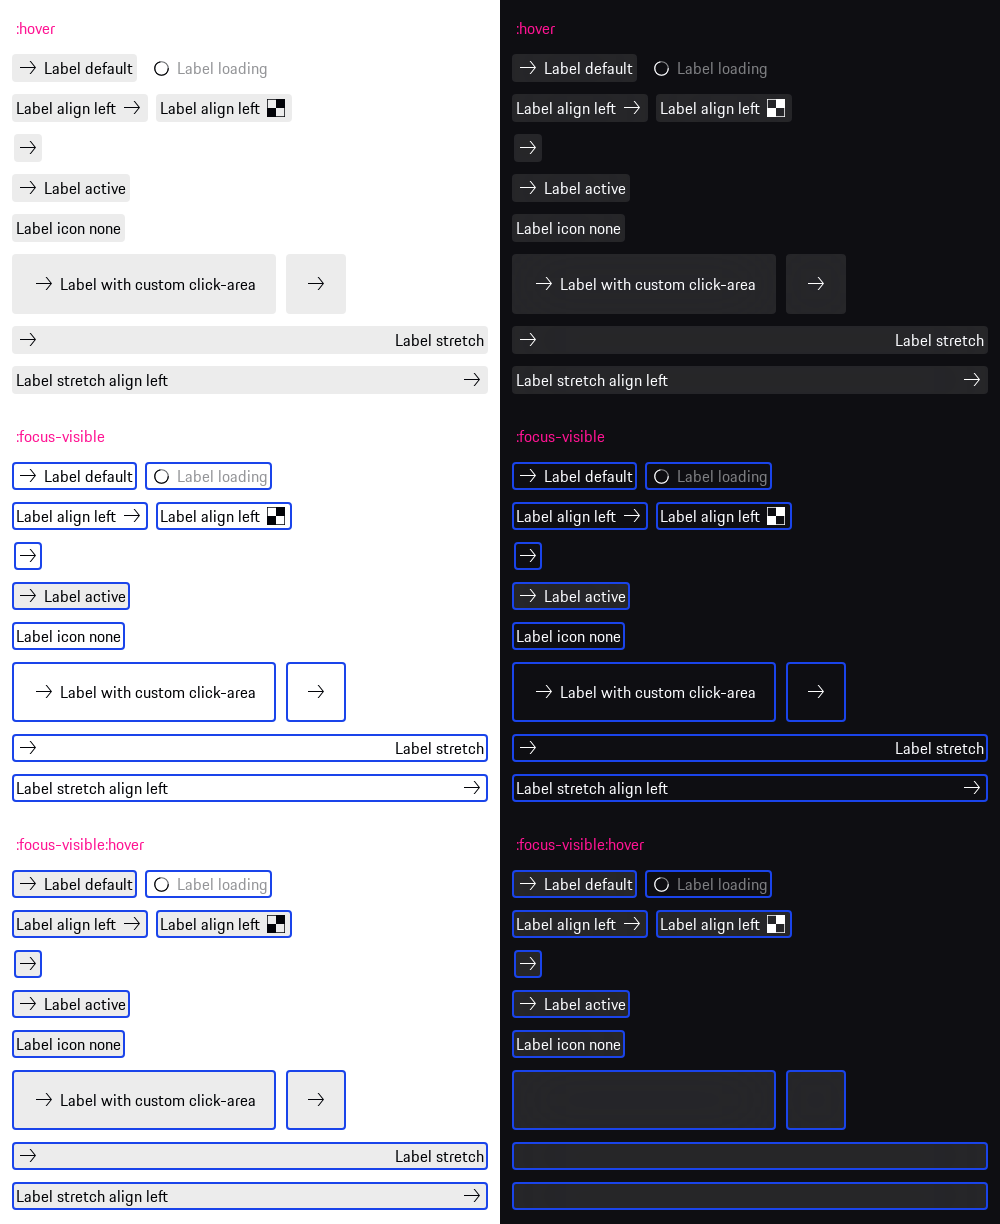 :hover
Label default Label loading
Label align left Label align left
Label active
Label icon none
Label with custom click-area
Label stretch
Label stretch align left
:focus-visible
Label default Label loading
Label align left Label align left
Label active
Label icon none
Label with custom click-area
Label stretch
Label stretch align left
:focus-visible:hover
Label default Label loading
Label align left Label align left
Label active
Label icon none
Label with custom click-area
Label stretch
Label stretch align left
:hover
Label default Label loading
Label align left Label align left
Label active
Label icon none
Label with custom click-area
Label stretch
Label stretch align left
:focus-visible
Label default Label loading
Label align left Label align left
Label active
Label icon none
Label with custom click-area
Label stretch
Label stretch align left
:focus-visible:hover
Label default Label loading
Label align left Label align left
Label active
Label icon none